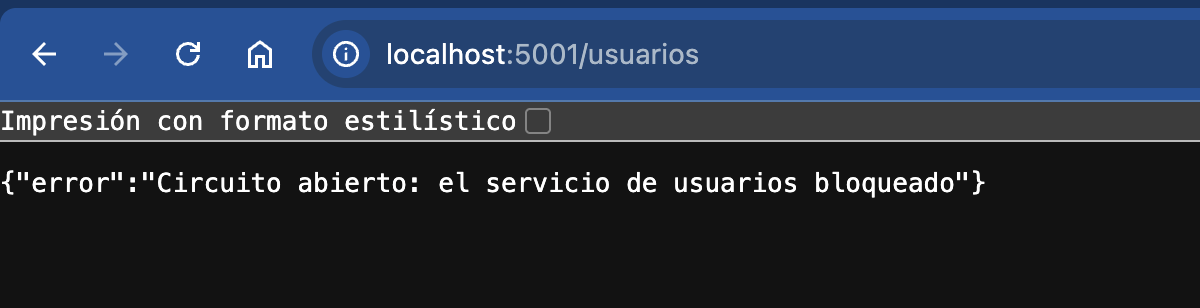 localhost:5001/usuarios
Impresión con formato estilístico
{"error":"Circuito abierto: el servicio de usuarios bloqueado"}